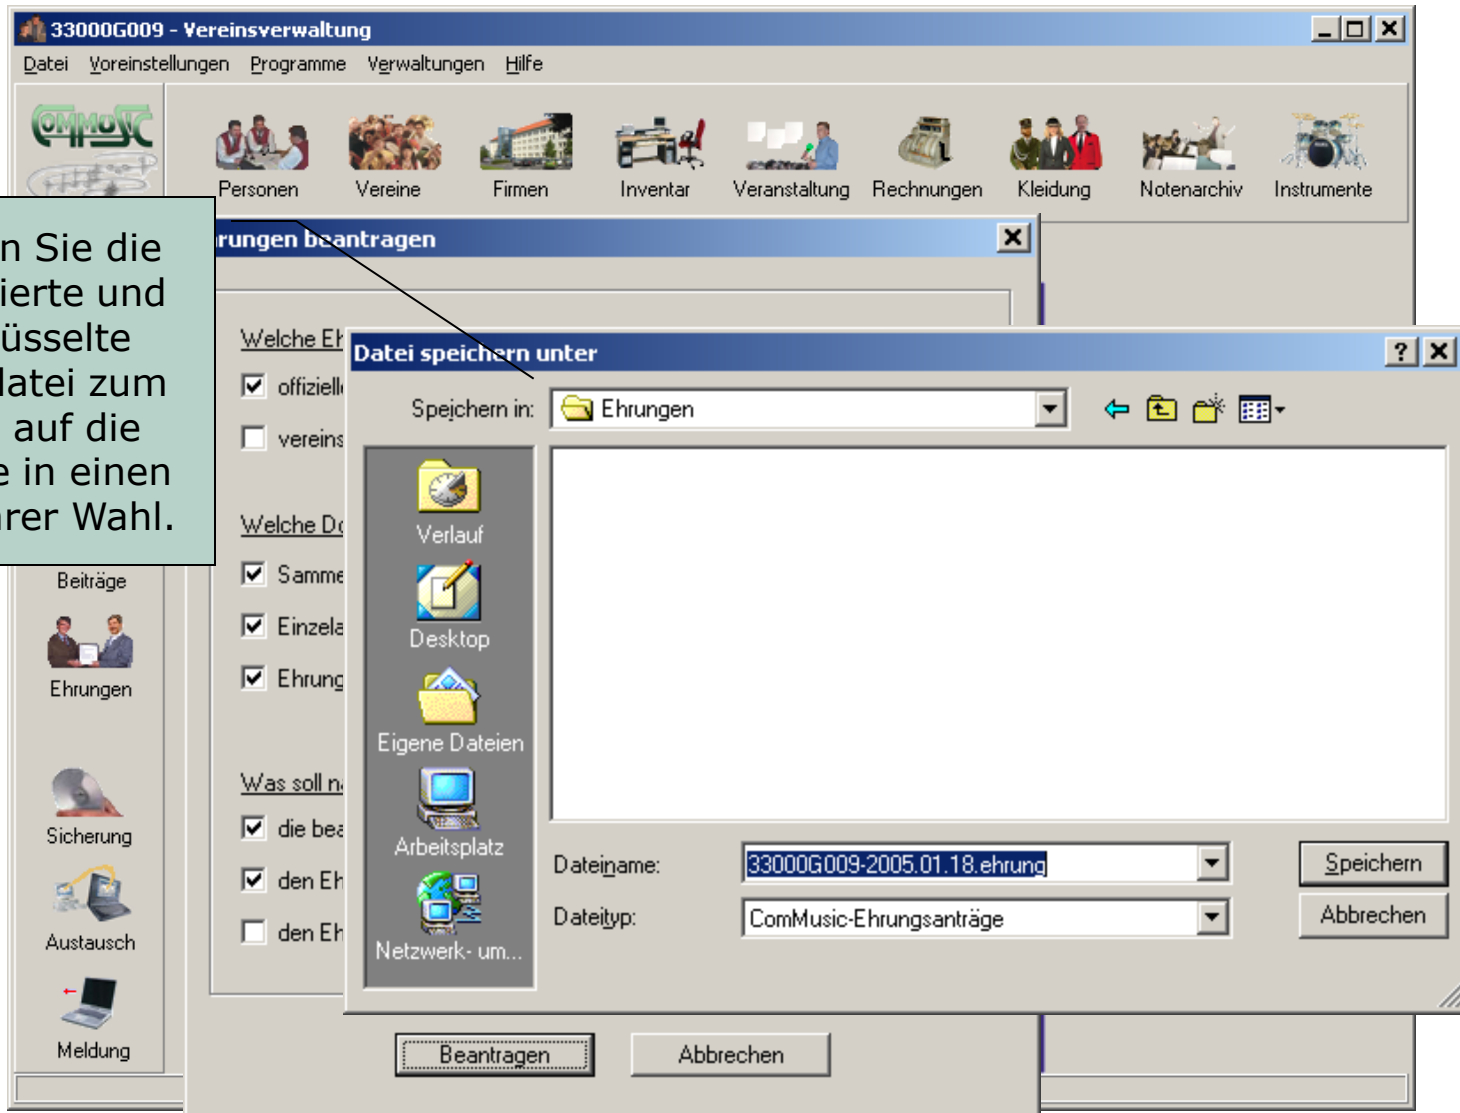 33000G009 - Vereinsverwaltung
Datei Voreinstellungen Programme Verwaltungen Hilfe
COMMUSIC
Personen Vereine Firmen Inventar Veranstaltung Rechnungen Kleidung Notenarchiv Instrumente
n Sie die
ierte und
üsselte
datei zum
auf die
e in einen
hrer Wahl.
Beiträge
Ehrungen
Sicherung
Austausch
Meldung
rungen beantragen
Welche Eh
offizielle
vereins
Welche Do
Samme
Einzela
Ehrung
Was soll na
die bea
den Eh
den Eh
Beantragen Abbrechen
Datei speichern unter
Speichern in: Ehrungen
Verlauf
Desktop
Eigene Dateien
Arbeitsplatz
Netzwerk- um...
Dateiname: 33000G009-2005.01.18.ehrung Speichern
Dateityp: ComMusic-Ehrungsanträge Abbrechen